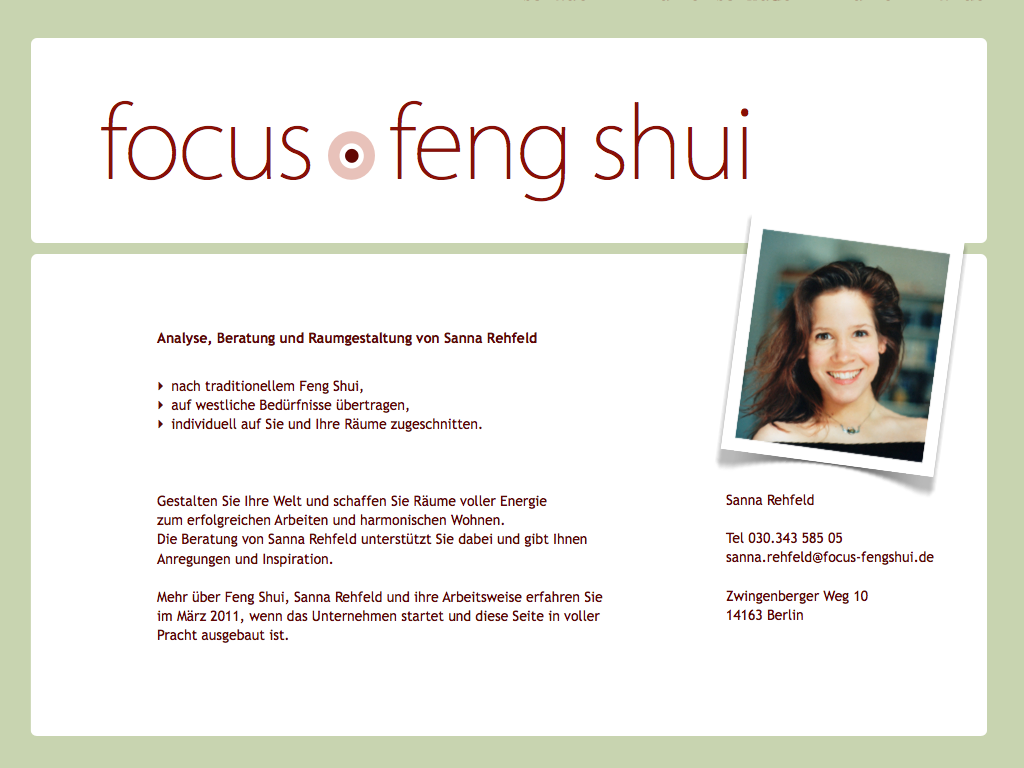 focus feng shui
Analyse, Beratung und Raumgestaltung von Sanna Rehfeld
nach traditionellem Feng Shui,
auf westliche Bedürfnisse übertragen,
individuell auf Sie und Ihre Räume zugeschnitten.
Gestalten Sie Ihre Welt und schaffen Sie Räume voller Energie
zum erfolgreichen Arbeiten und harmonischen Wohnen.
Die Beratung von Sanna Rehfeld unterstützt Sie dabei und gibt Ihnen
Anregungen und Inspiration.
Mehr über Feng Shui, Sanna Rehfeld und ihre Arbeitsweise erfahren Sie
im März 2011, wenn das Unternehmen startet und diese Seite in voller
Pracht ausgebaut ist.
Sanna Rehfeld
Tel 030.343 585 05
sanna.rehfeld@focus-fengshui.de
Zwingenberger Weg 10
14163 Berlin